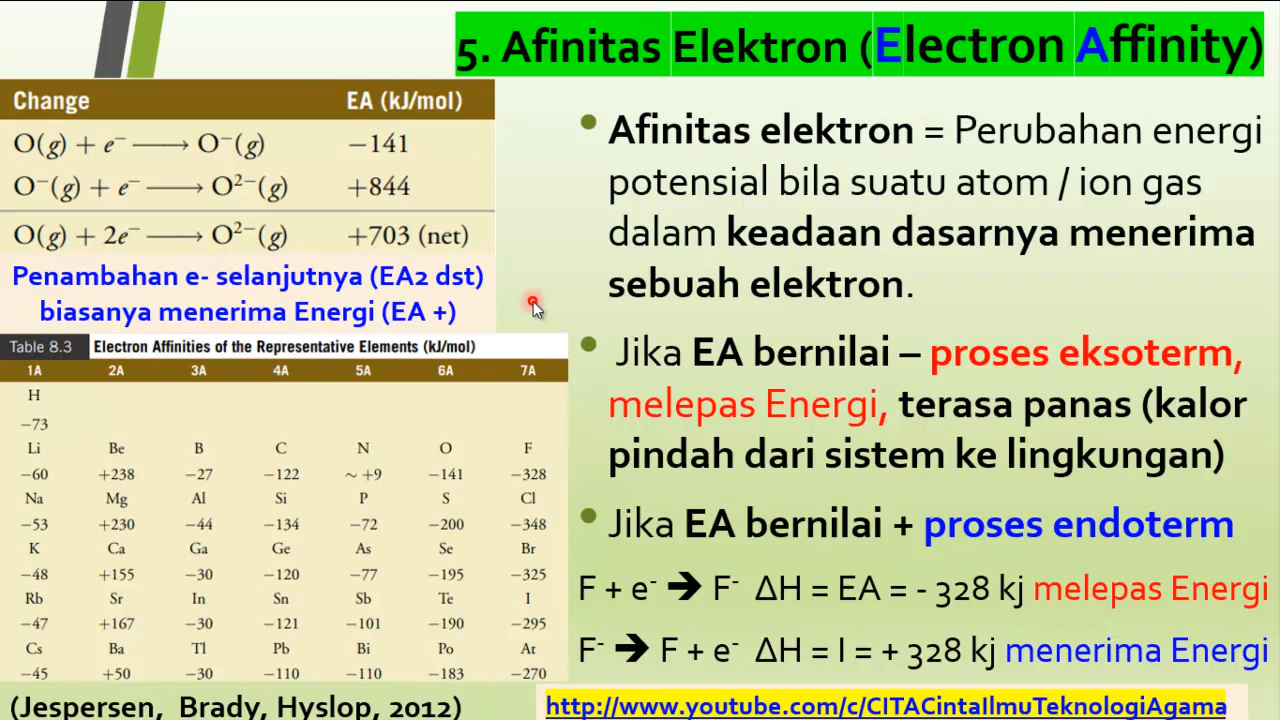 5. Afinitas Elektron (Electron Affinity)
Change EA (kJ/mol)
O(g) + e⁻ ⟶ O⁻(g) −141
O⁻(g) + e⁻ ⟶ O²⁻(g) +844
O(g) + 2e⁻ ⟶ O²⁻(g) +703 (net)
Penambahan e- selanjutnya (EA2 dst)
biasanya menerima Energi (EA +)
Table 8.3 Electron Affinities of the Representative Elements (kJ/mol)
1A 2A 3A 4A 5A 6A 7A
H
−73
Li Be B C N O F
−60 +238 −27 −122 ~ +9 −141 −328
Na Mg Al Si P S Cl
−53 +230 −44 −134 −72 −200 −348
K Ca Ga Ge As Se Br
−48 +155 −30 −120 −77 −195 −325
Rb Sr In Sn Sb Te I
−47 +167 −30 −121 −101 −190 −295
Cs Ba Tl Pb Bi Po At
−45 +50 −30 −110 −110 −183 −270
(Jespersen, Brady, Hyslop, 2012)
• Afinitas elektron = Perubahan energi
potensial bila suatu atom / ion gas
dalam keadaan dasarnya menerima
sebuah elektron.
• Jika EA bernilai – proses eksoterm,
melepas Energi, terasa panas (kalor
pindah dari sistem ke lingkungan)
• Jika EA bernilai + proses endoterm
F + e⁻ ➔ F⁻ ΔH = EA = - 328 kj melepas Energi
F⁻ ➔ F + e⁻ ΔH = I = + 328 kj menerima Energi
http://www.youtube.com/c/CITACintaIlmuTeknologiAgama